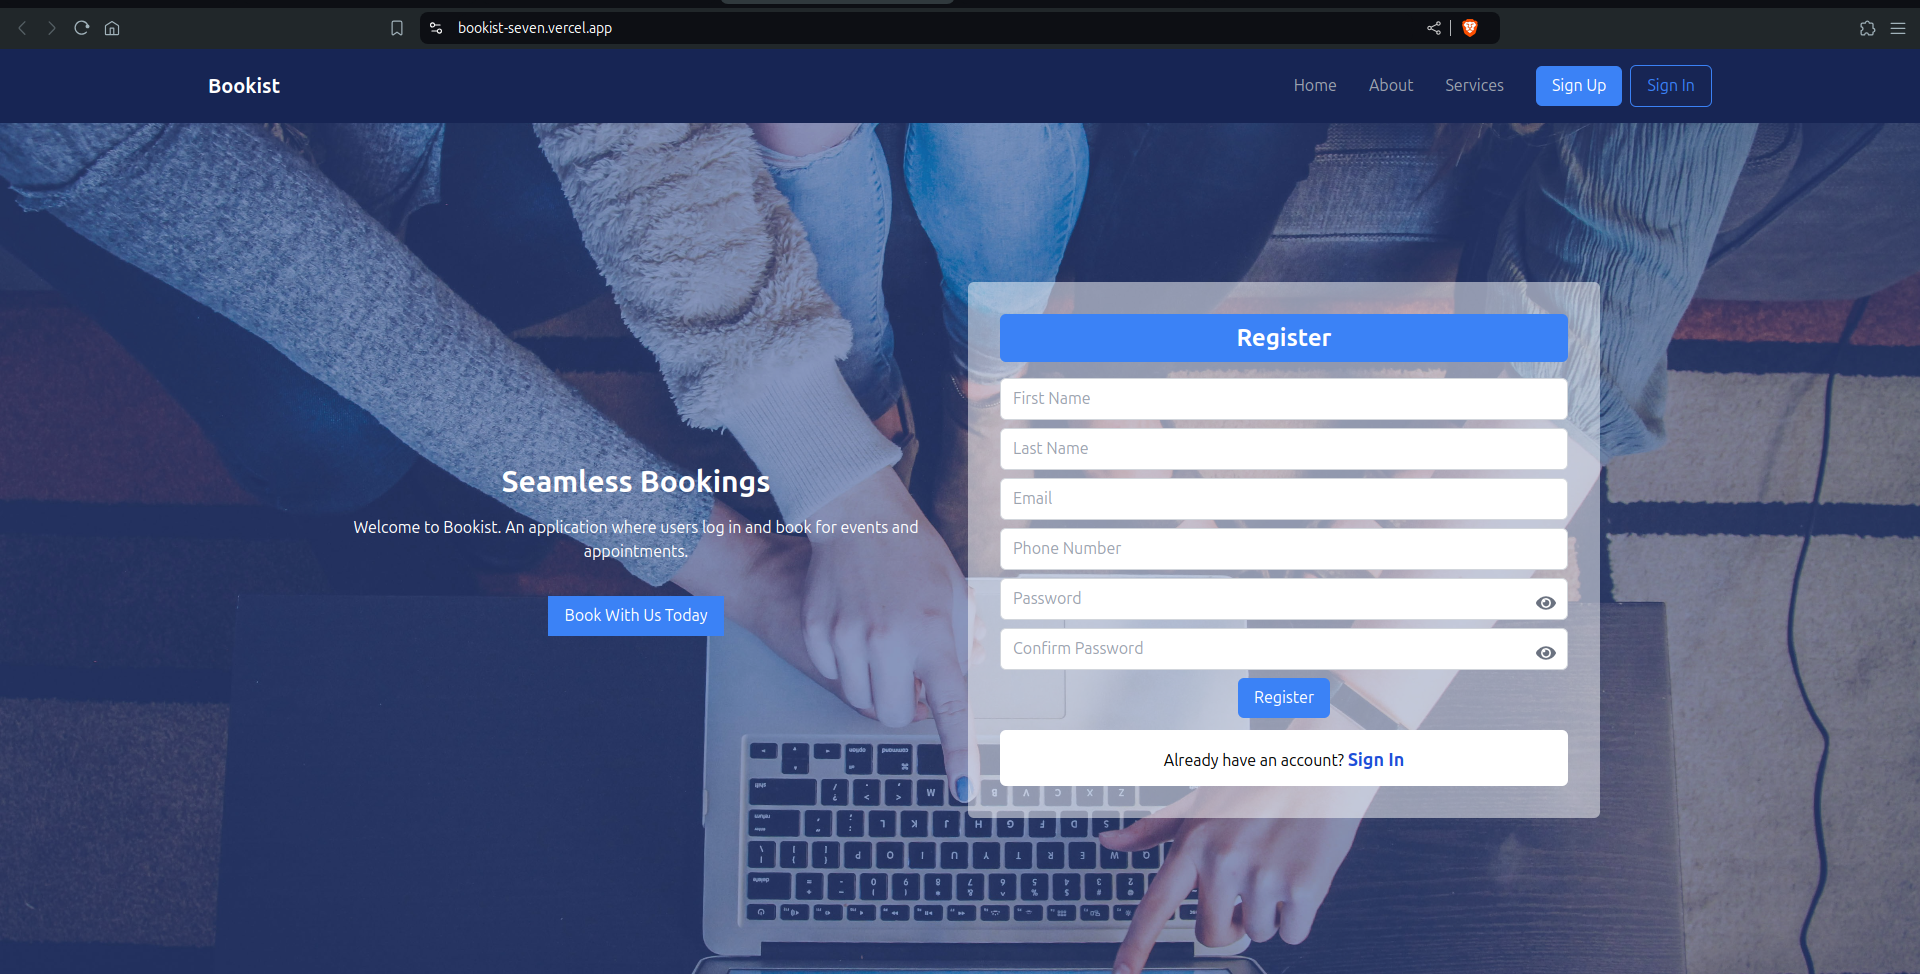 bookist-seven.vercel.app
Bookist
Home About Services Sign Up Sign In
Register
First Name
Last Name
Email
Phone Number
Password
Confirm Password
Register
Already have an account? Sign In
Seamless Bookings
Welcome to Bookist. An application where users log in and book for events and
appointments.
Book With Us Today